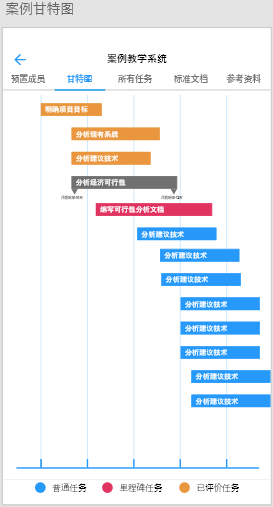 案例甘特图
案例教学系统
预置成员 甘特图 所有任务 标准文档 参考资料
明确项目目标
分析现有系统
分析建议技术
分析经济可行性
编写可行性分析文档
分析建议技术
分析建议技术
分析建议技术
分析建议技术
分析建议技术
分析建议技术
分析建议技术
分析建议技术
普通任务 里程碑任务 已评价任务